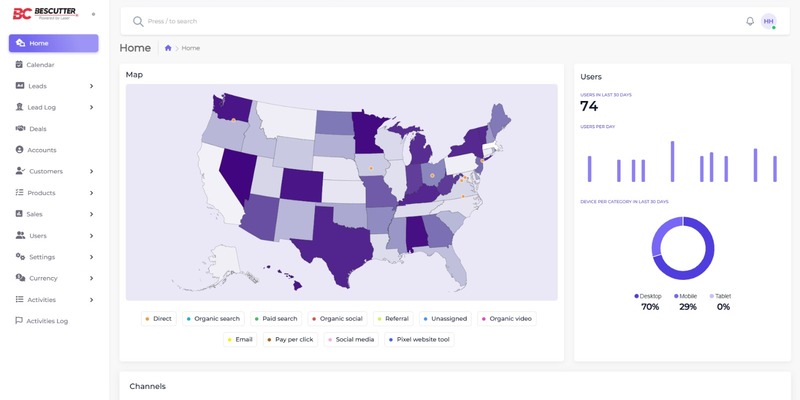 BC BESCUTTER
Powered by Laser
Press / to search
HH
Home
Home
Home
Calendar
Leads
Lead Log
Deals
Accounts
Customers
Products
Sales
Users
Settings
Currency
Activities
Activities Log
Map
Direct
Organic search
Paid search
Organic social
Referral
Unassigned
Organic video
Email
Pay per click
Social media
Pixel website tool
Users
USERS IN LAST 30 DAYS
74
USERS PER DAY
DEVICE PER CATEGORY IN LAST 30 DAYS
Desktop Mobile Tablet
70% 29% 0%
Channels